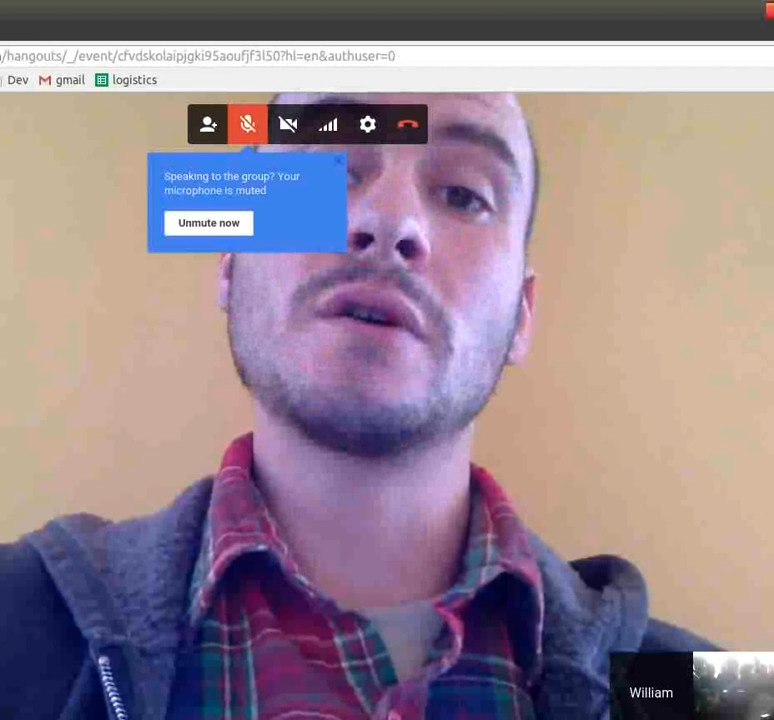 /hangouts/_/event/cfvdskolaipjgki95aoufjf3l50?hl=en&authuser=0
Dev gmail logistics
Speaking to the group? Your
microphone is muted
Unmute now
William